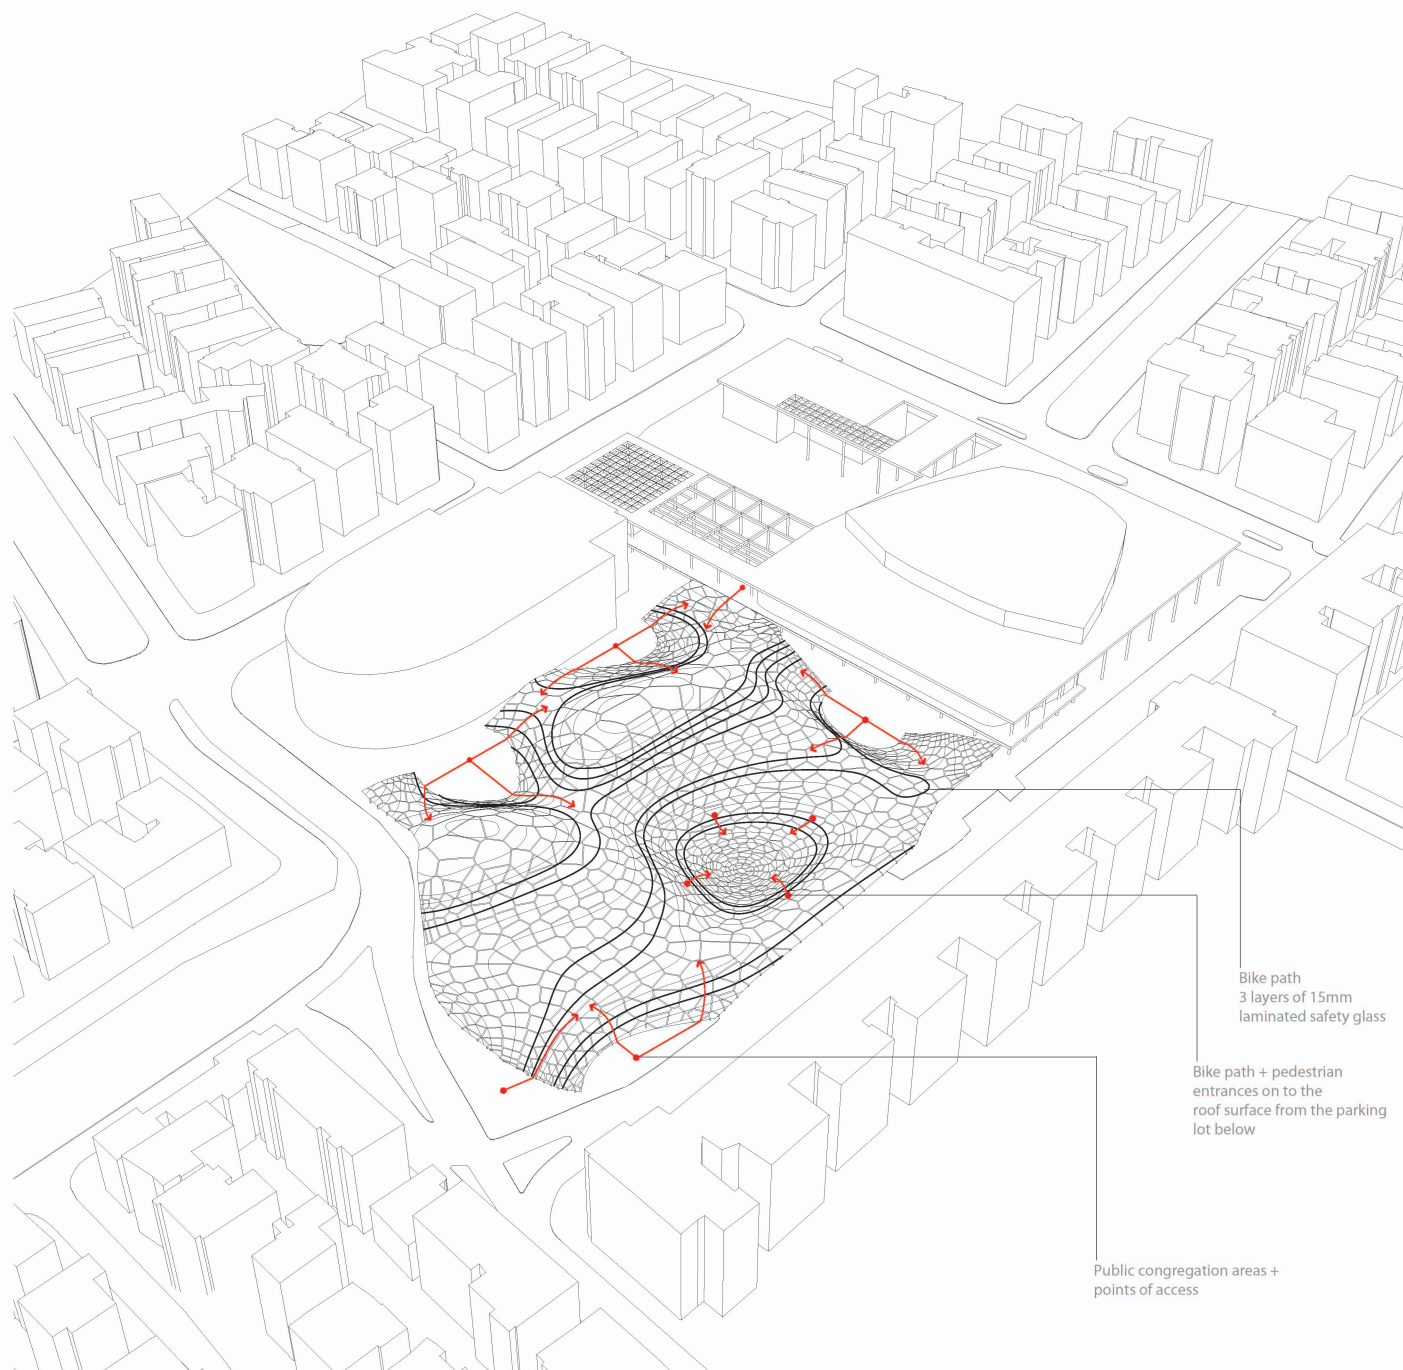 Bike path
3 layers of 15mm
laminated safety glass
Bike path + pedestrian
entrances on to the
roof surface from the parking
lot below
Public congregation areas +
points of access